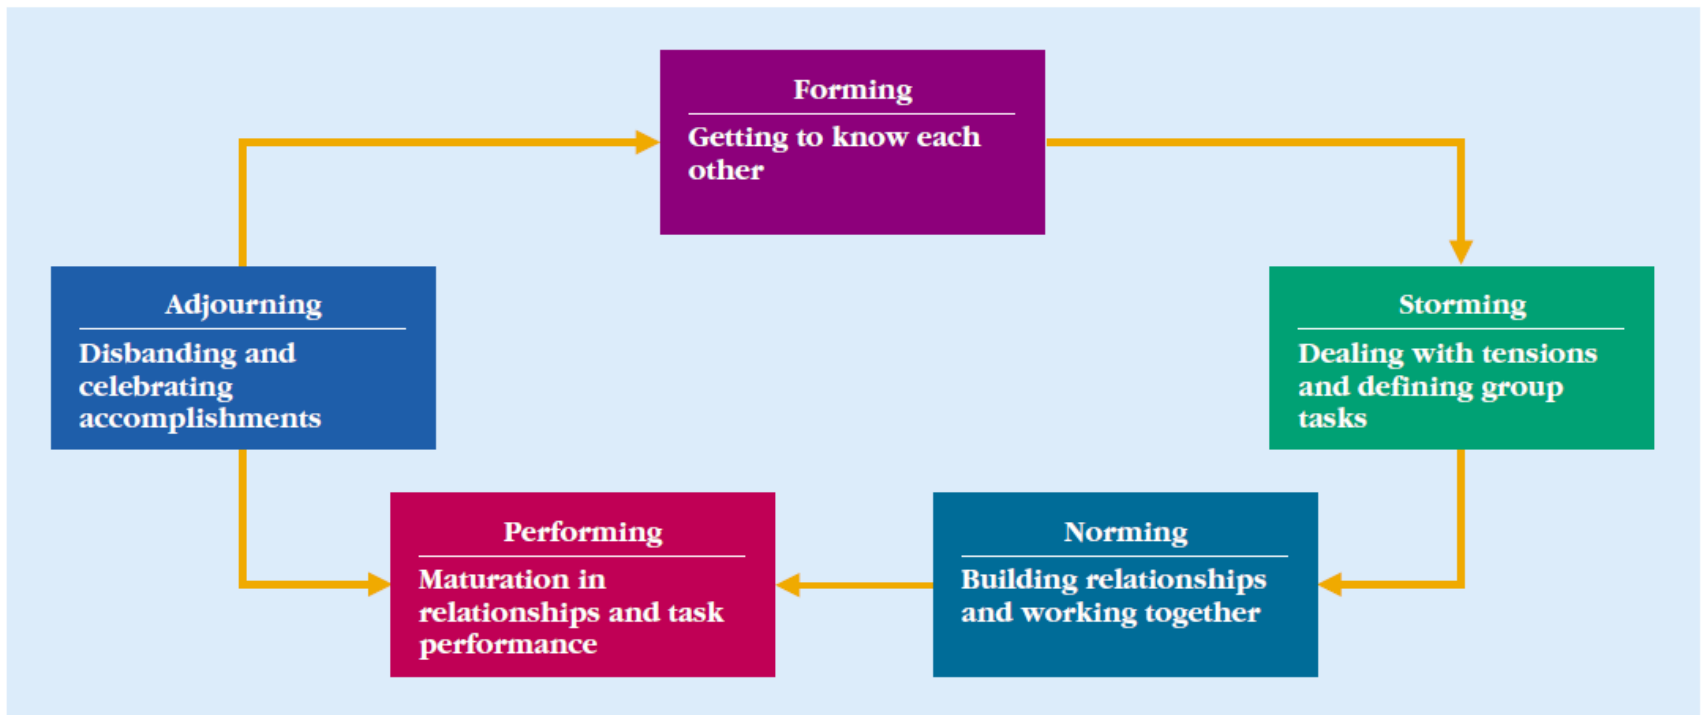 Forming
Getting to know each
other
Storming
Dealing with tensions
and defining group
tasks
Norming
Building relationships
and working together
Performing
Maturation in
relationships and task
performance
Adjourning
Disbanding and
celebrating
accomplishments